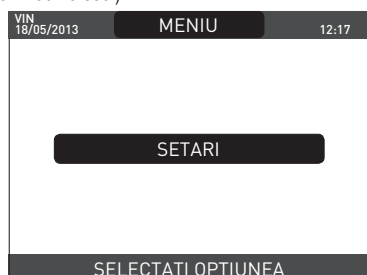 VIN
18/05/2013
MENIU
12:17
SETARI
SELECTATI OPTIUNEA